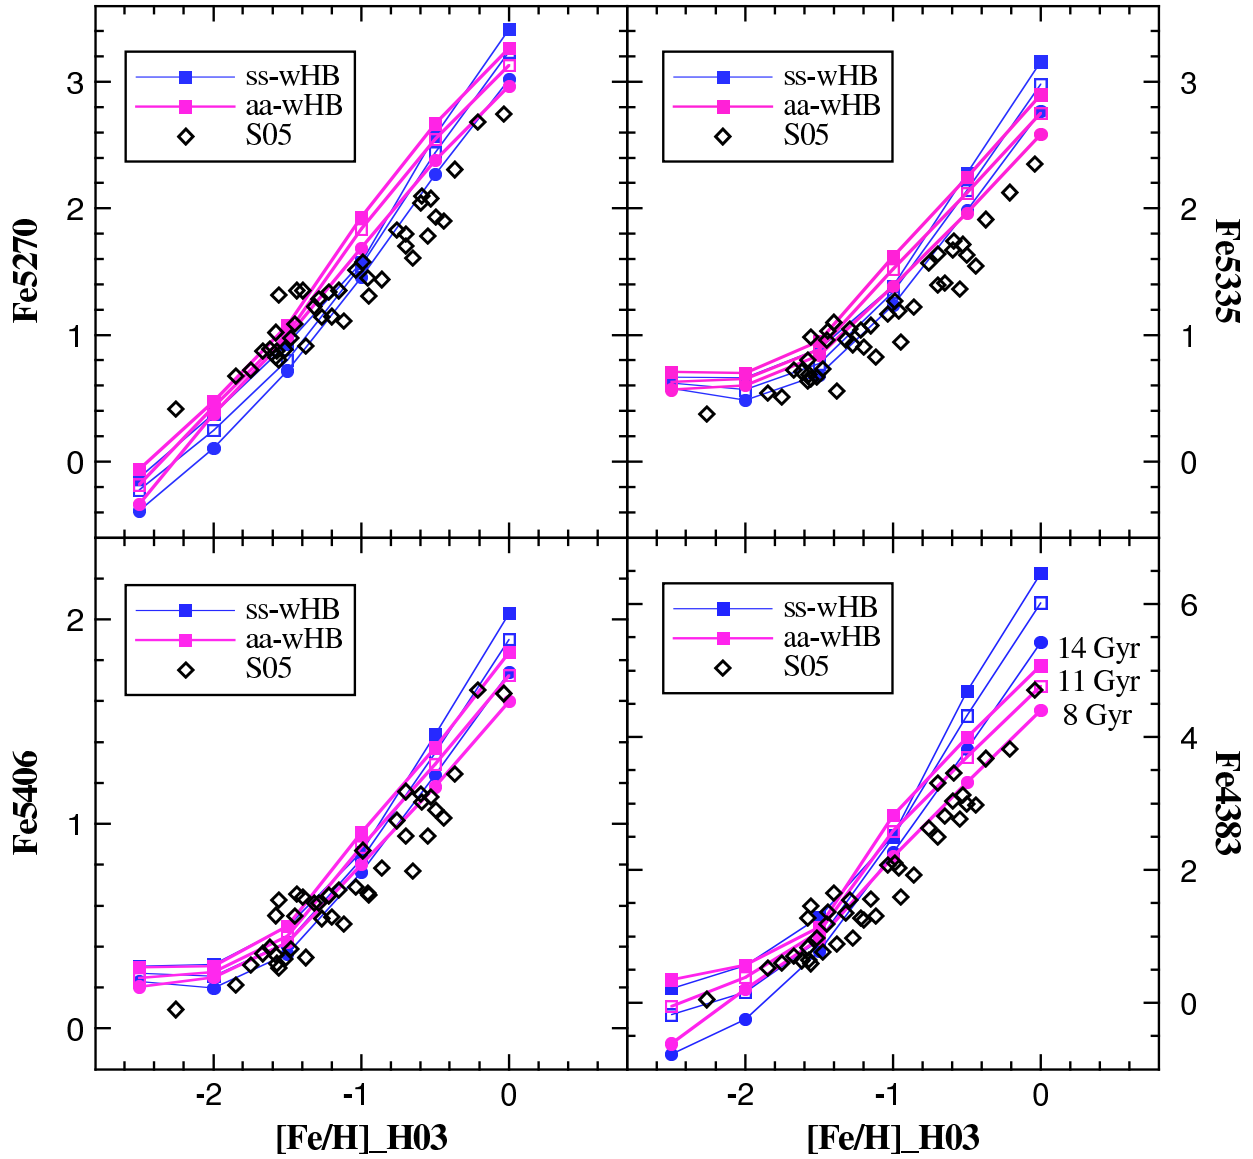 ss-wHB
aa-wHB
S05
ss-wHB
aa-wHB
S05
3
2
1
0
Fe5270
3
2
1
0
Fe5335
ss-wHB
aa-wHB
S05
ss-wHB
aa-wHB
S05
14 Gyr
11 Gyr
8 Gyr
2
1
0
Fe5406
6
4
2
0
Fe4383
-2 -1 0
-2 -1 0
[Fe/H]_H03
[Fe/H]_H03